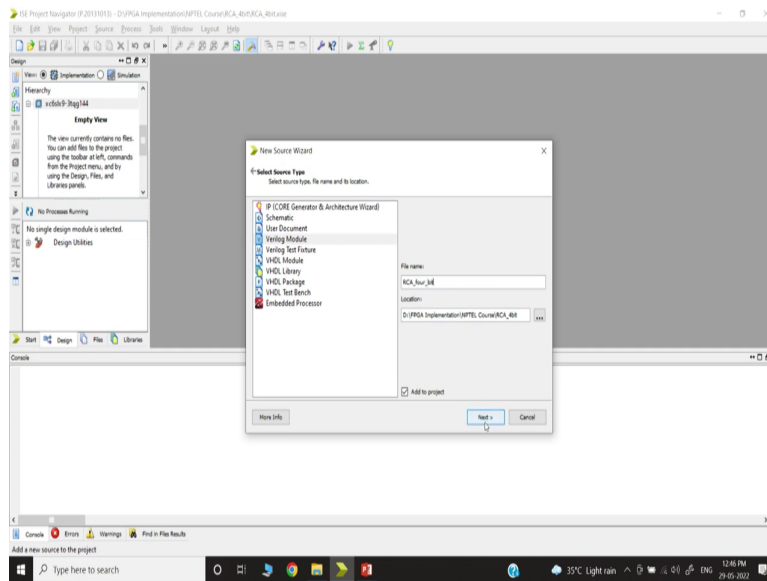 ISE Project Navigator (P.20131013) - D:\FPGA Implementation\NPTEL Course\RCA_4bit\RCA_4bit.xise
File Edit View Project Source Process Tools Window Layout Help
Design
View: Implementation Simulation
Hierarchy
xc6slx9-3tqg144
Empty View
The view currently contains no files.
You can add files to the project
using the toolbar at left, commands
from the Project menu, and by
using the Design, Files, and
Libraries panels.
No Processes Running
No single design module is selected.
Design Utilities
Start Design Files Libraries
New Source Wizard
Select Source Type
Select source type, file name and its location.
IP (CORE Generator & Architecture Wizard)
Schematic
User Document
Verilog Module
Verilog Test Fixture
VHDL Module
VHDL Library
VHDL Package
VHDL Test Bench
Embedded Processor
File name:
RCA_four_bit
Location:
D:\FPGA Implementation\NPTEL Course\RCA_4bit
...
Add to project
More Info
Next >
Cancel
Console
Console Errors Warnings Find in Files Results
Add a new source to the project
Type here to search
35°C Light rain
ENG
12:46 PM
29-05-2022